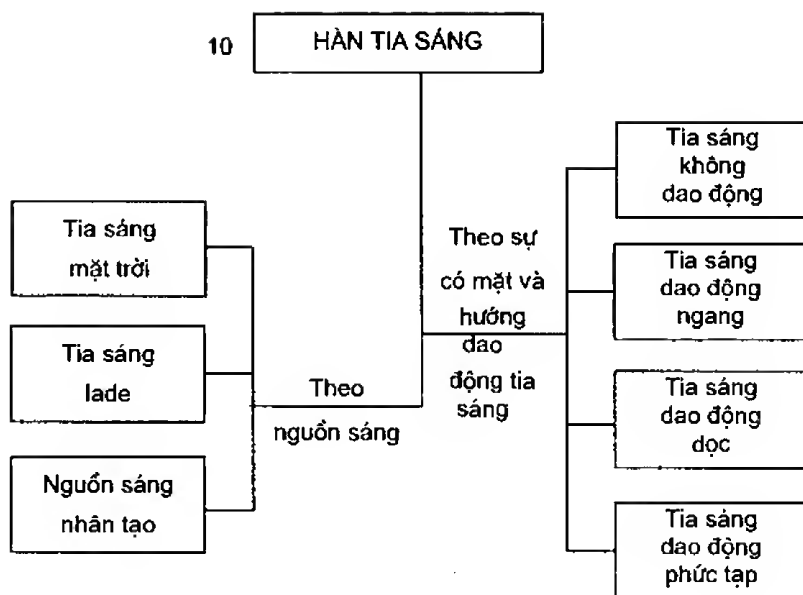 10
HÀN TIA SÁNG
Tia sáng
mặt trời
Tia sáng
lade
Nguồn sáng
nhân tạo
Theo
nguồn sáng
Theo sự
có mặt và
hướng
dao
động tia
sáng
Tia sáng
không
dao động
Tia sáng
dao động
ngang
Tia sáng
dao động
dọc
Tia sáng
dao động
phức tạp